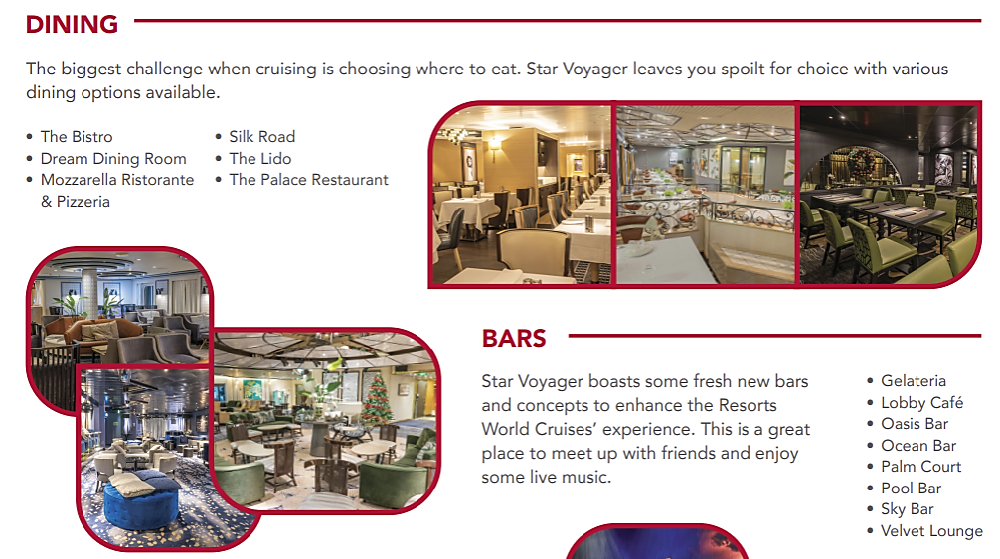 DINING
The biggest challenge when cruising is choosing where to eat. Star Voyager leaves you spoilt for choice with various
dining options available.
• The Bistro
• Dream Dining Room
• Mozzarella Ristorante
& Pizzeria
• Silk Road
• The Lido
• The Palace Restaurant
BARS
Star Voyager boasts some fresh new bars
and concepts to enhance the Resorts
World Cruises’ experience. This is a great
place to meet up with friends and enjoy
some live music.
• Gelateria
• Lobby Café
• Oasis Bar
• Ocean Bar
• Palm Court
• Pool Bar
• Sky Bar
• Velvet Lounge